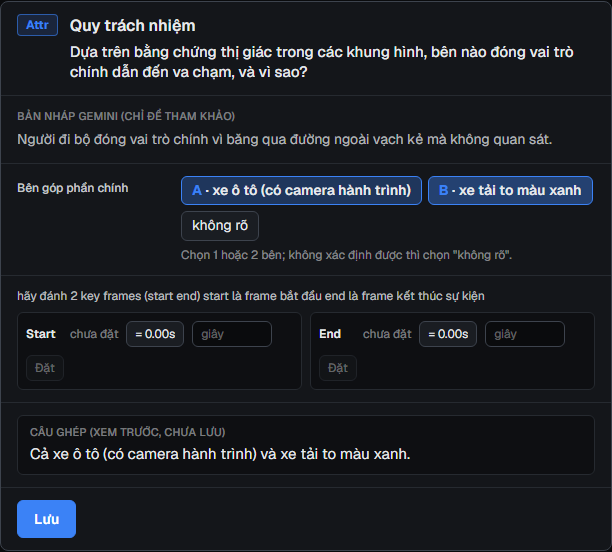 Attr Quy trách nhiệm
Dựa trên bằng chứng thị giác trong các khung hình, bên nào đóng vai trò
chính dẫn đến va chạm, và vì sao?
BẢN NHÁP GEMINI (CHỈ ĐỂ THAM KHẢO)
Người đi bộ đóng vai trò chính vì băng qua đường ngoài vạch kẻ mà không quan sát.
Bên góp phần chính
A · xe ô tô (có camera hành trình) B · xe tải to màu xanh
không rõ
Chọn 1 hoặc 2 bên; không xác định được thì chọn "không rõ".
hãy đánh 2 key frames (start end) start là frame bắt đầu end là frame kết thúc sự kiện
Start chưa đặt = 0.00s giây
Đặt
End chưa đặt = 0.00s giây
Đặt
CÂU GHÉP (XEM TRƯỚC, CHƯA LƯU)
Cả xe ô tô (có camera hành trình) và xe tải to màu xanh.
Lưu